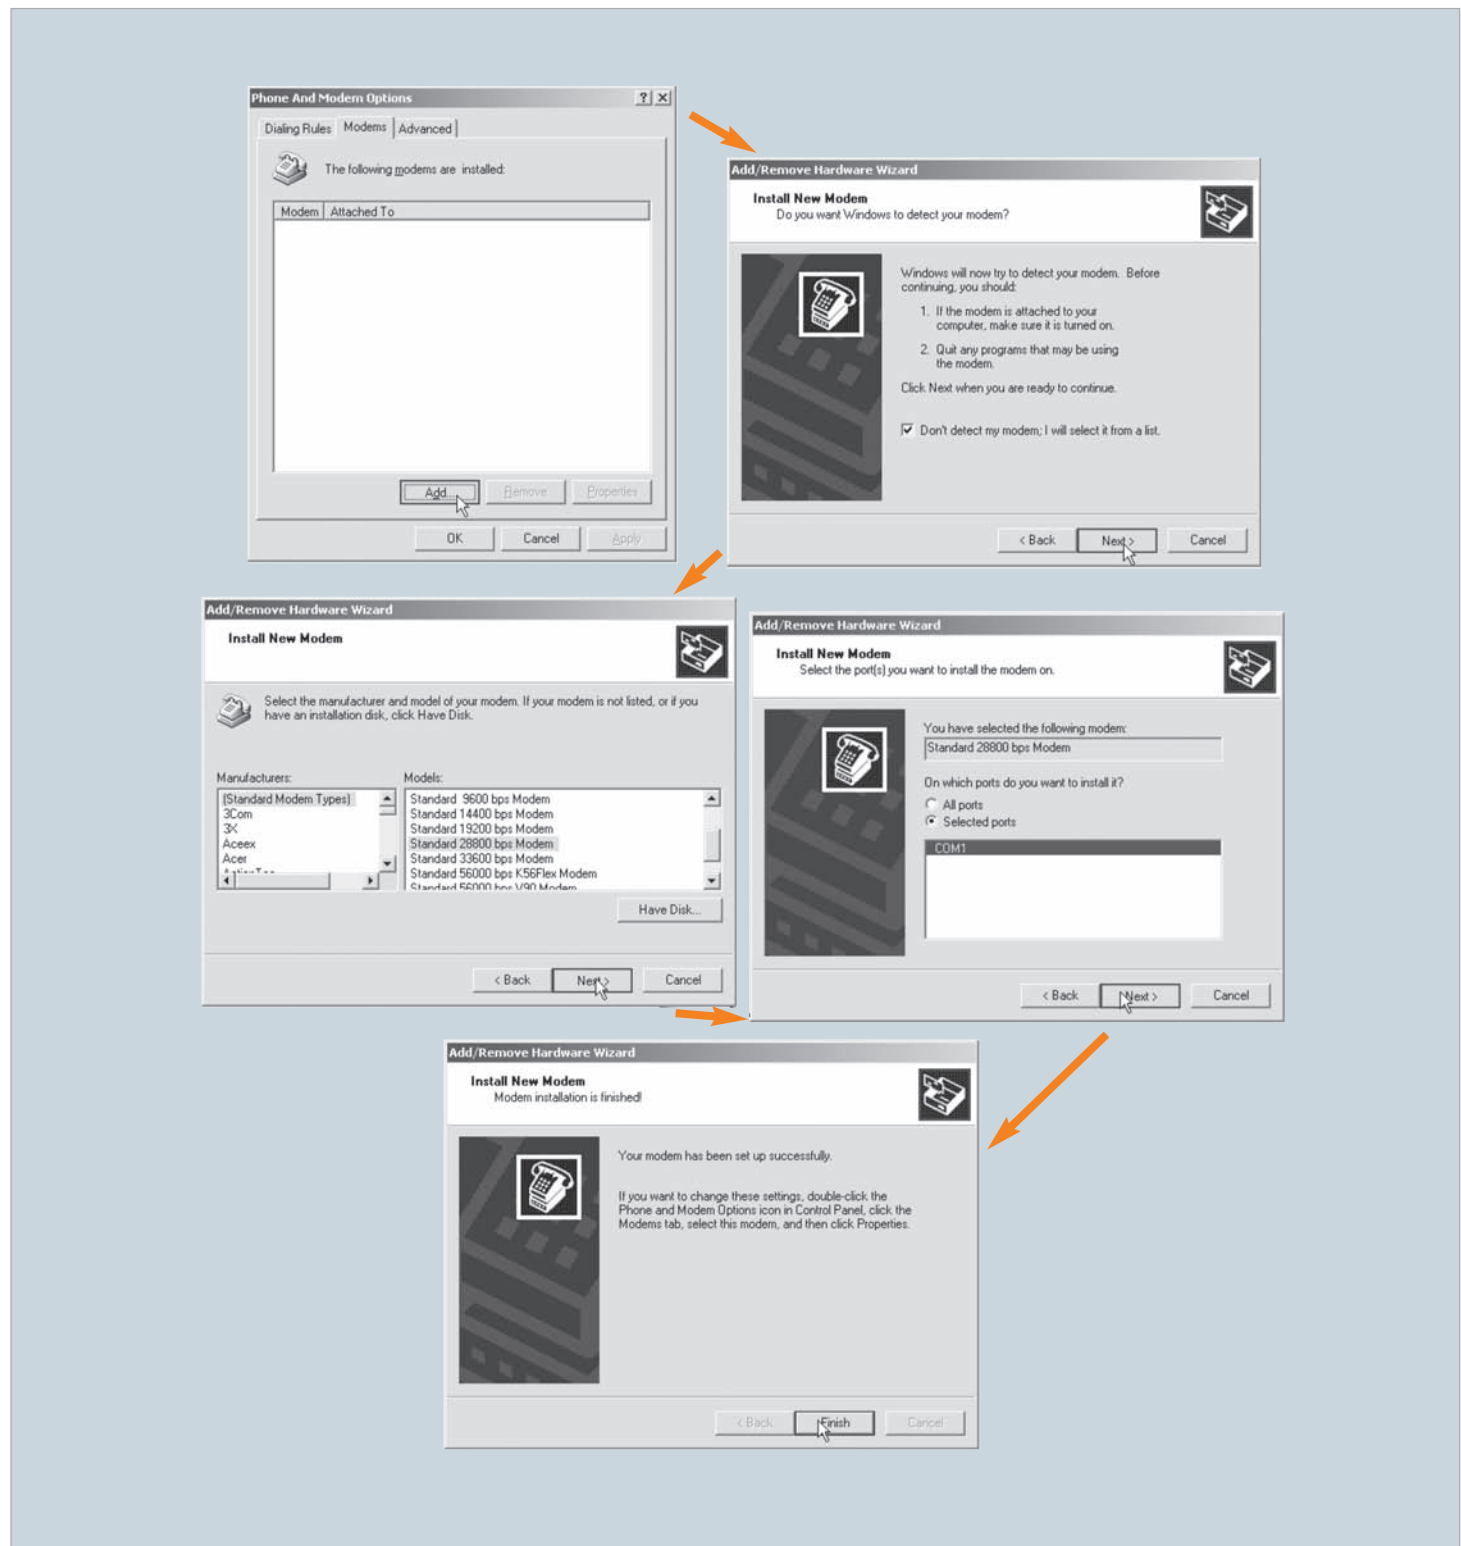 Phone And Modem Options
Dialing Rules Modems Advanced
The following modems are installed:
Modem Attached To
Add...
Remove
Properties
OK
Cancel
Apply
Add/Remove Hardware Wizard
Install New Modem
Do you want Windows to detect your modem?
Windows will now try to detect your modem. Before
continuing, you should:
1. If the modem is attached to your
computer, make sure it is turned on.
2. Quit any programs that may be using
the modem.
Click Next when you are ready to continue.
Don't detect my modem; I will select it from a list.
< Back
Next >
Cancel
Add/Remove Hardware Wizard
Install New Modem
Select the manufacturer and model of your modem. If your modem is not listed, or if you
have an installation disk, click Have Disk.
Manufacturers:
(Standard Modem Types)
3Com
3X
Aceex
Acer
Models:
Standard 9600 bps Modem
Standard 14400 bps Modem
Standard 19200 bps Modem
Standard 28800 bps Modem
Standard 33600 bps Modem
Standard 56000 bps K56Flex Modem
Standard 56000 bps V90 Modem
Have Disk...
< Back
Next >
Cancel
Add/Remove Hardware Wizard
Install New Modem
Select the port(s) you want to install the modem on.
You have selected the following modem:
Standard 28800 bps Modem
On which ports do you want to install it?
All ports
Selected ports
COM1
< Back
Next >
Cancel
Add/Remove Hardware Wizard
Install New Modem
Modem installation is finished!
Your modem has been set up successfully.
If you want to change these settings, double-click the
Phone and Modem Options icon in Control Panel, click the
Modems tab, select this modem, and then click Properties.
< Back
Finish
Cancel